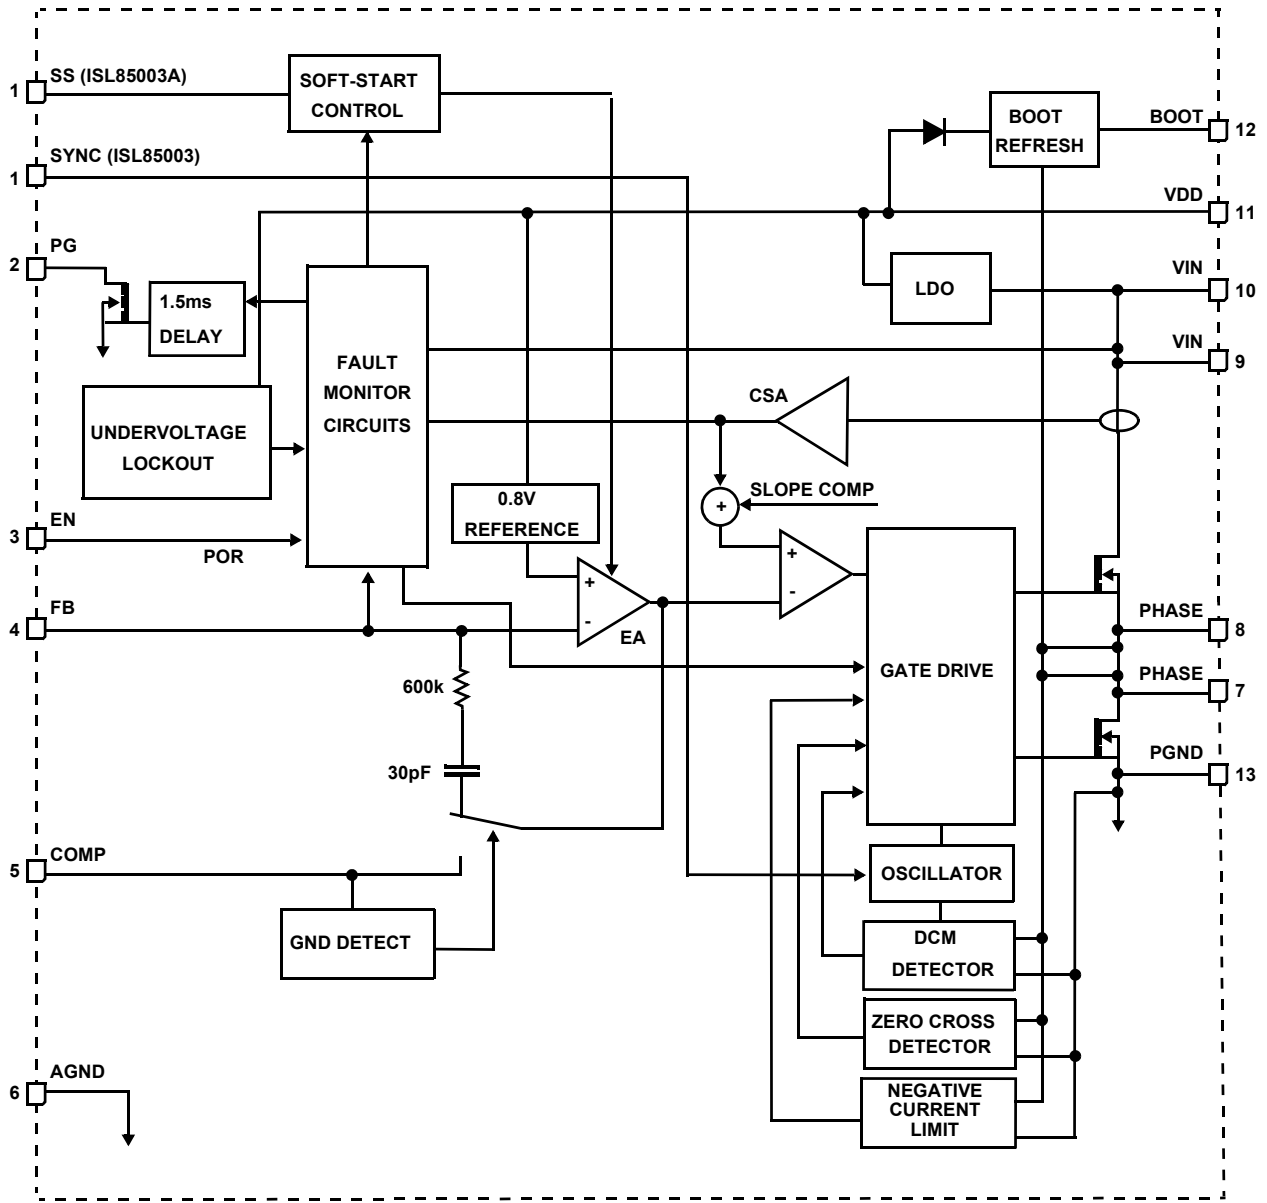 SS (ISL85003A)
1
SOFT-START
CONTROL
SYNC (ISL85003)
1
BOOT
REFRESH
BOOT
12
VDD
11
PG
2
1.5ms
DELAY
LDO
VIN
10
VIN
9
FAULT
MONITOR
CIRCUITS
CSA
UNDERVOLTAGE
LOCKOUT
0.8V
REFERENCE
+
SLOPE COMP
EN
3
POR
+
-
EA
+
-
FB
4
PHASE
8
GATE DRIVE
PHASE
7
600k
30pF
PGND
13
COMP
5
OSCILLATOR
GND DETECT
DCM
DETECTOR
ZERO CROSS
DETECTOR
AGND
6
NEGATIVE
CURRENT
LIMIT